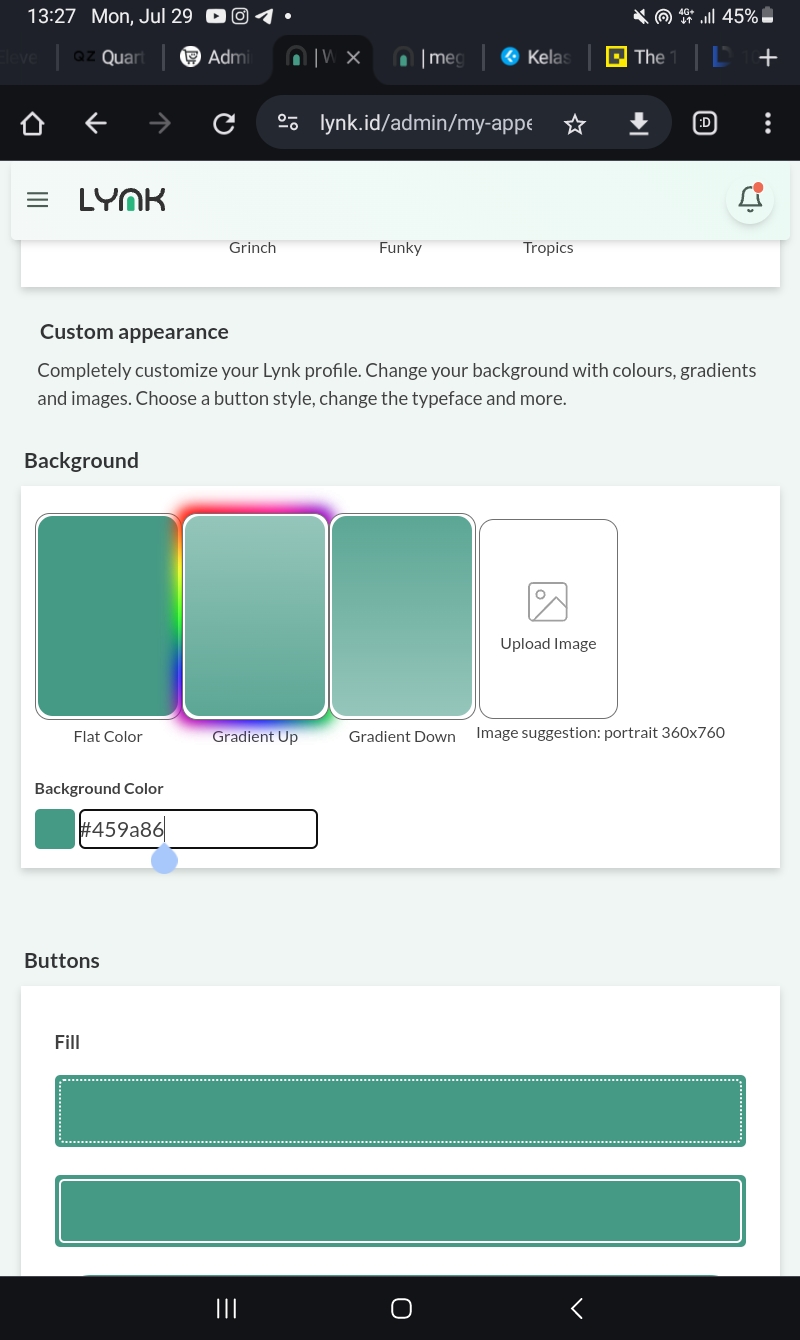 13:27 Mon, Jul 29 4G+ 45%
QZ Quart Admi | W | meg Kelas The 1
lynk.id/admin/my-appe :D
LYNK
Grinch Funky Tropics
Custom appearance
Completely customize your Lynk profile. Change your background with colours, gradients
and images. Choose a button style, change the typeface and more.
Background
Upload Image
Flat Color Gradient Up Gradient Down Image suggestion: portrait 360x760
Background Color
#459a86
Buttons
Fill